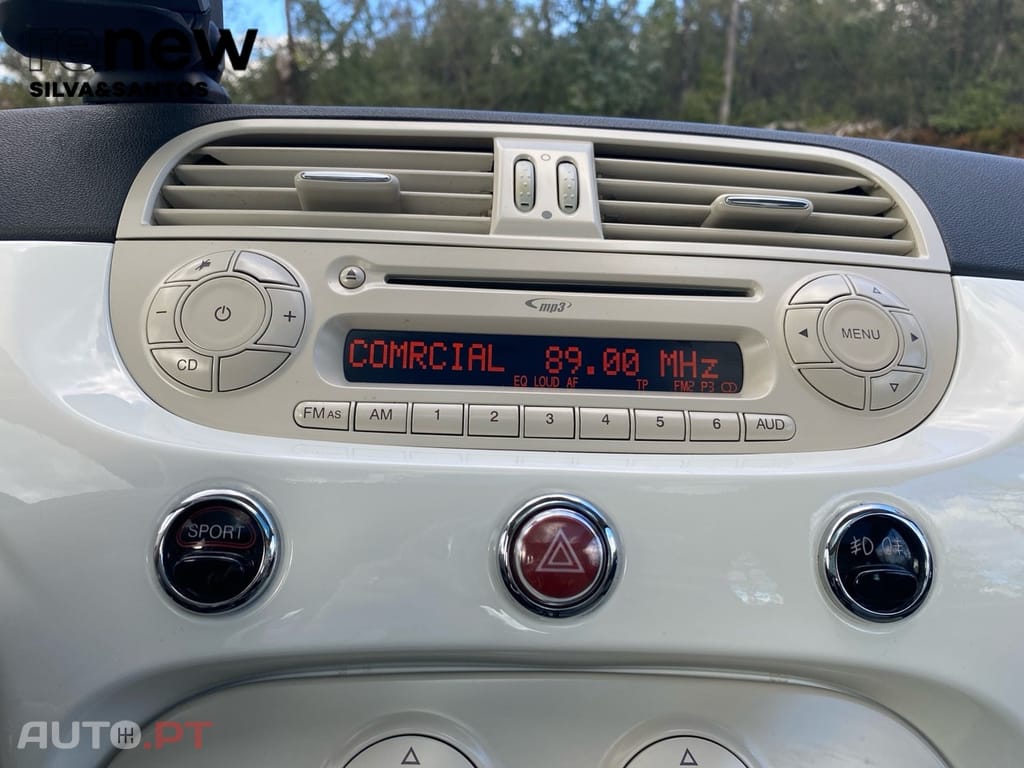 renew
SILVA&SANTOS
mp3
COMRCIAL 89.00 MHz
EQ LOUD AF TP FM2 P3 CD
− +
CD
MENU
FM AS AM 1 2 3 4 5 6 AUD
SPORT
AUTO.PT